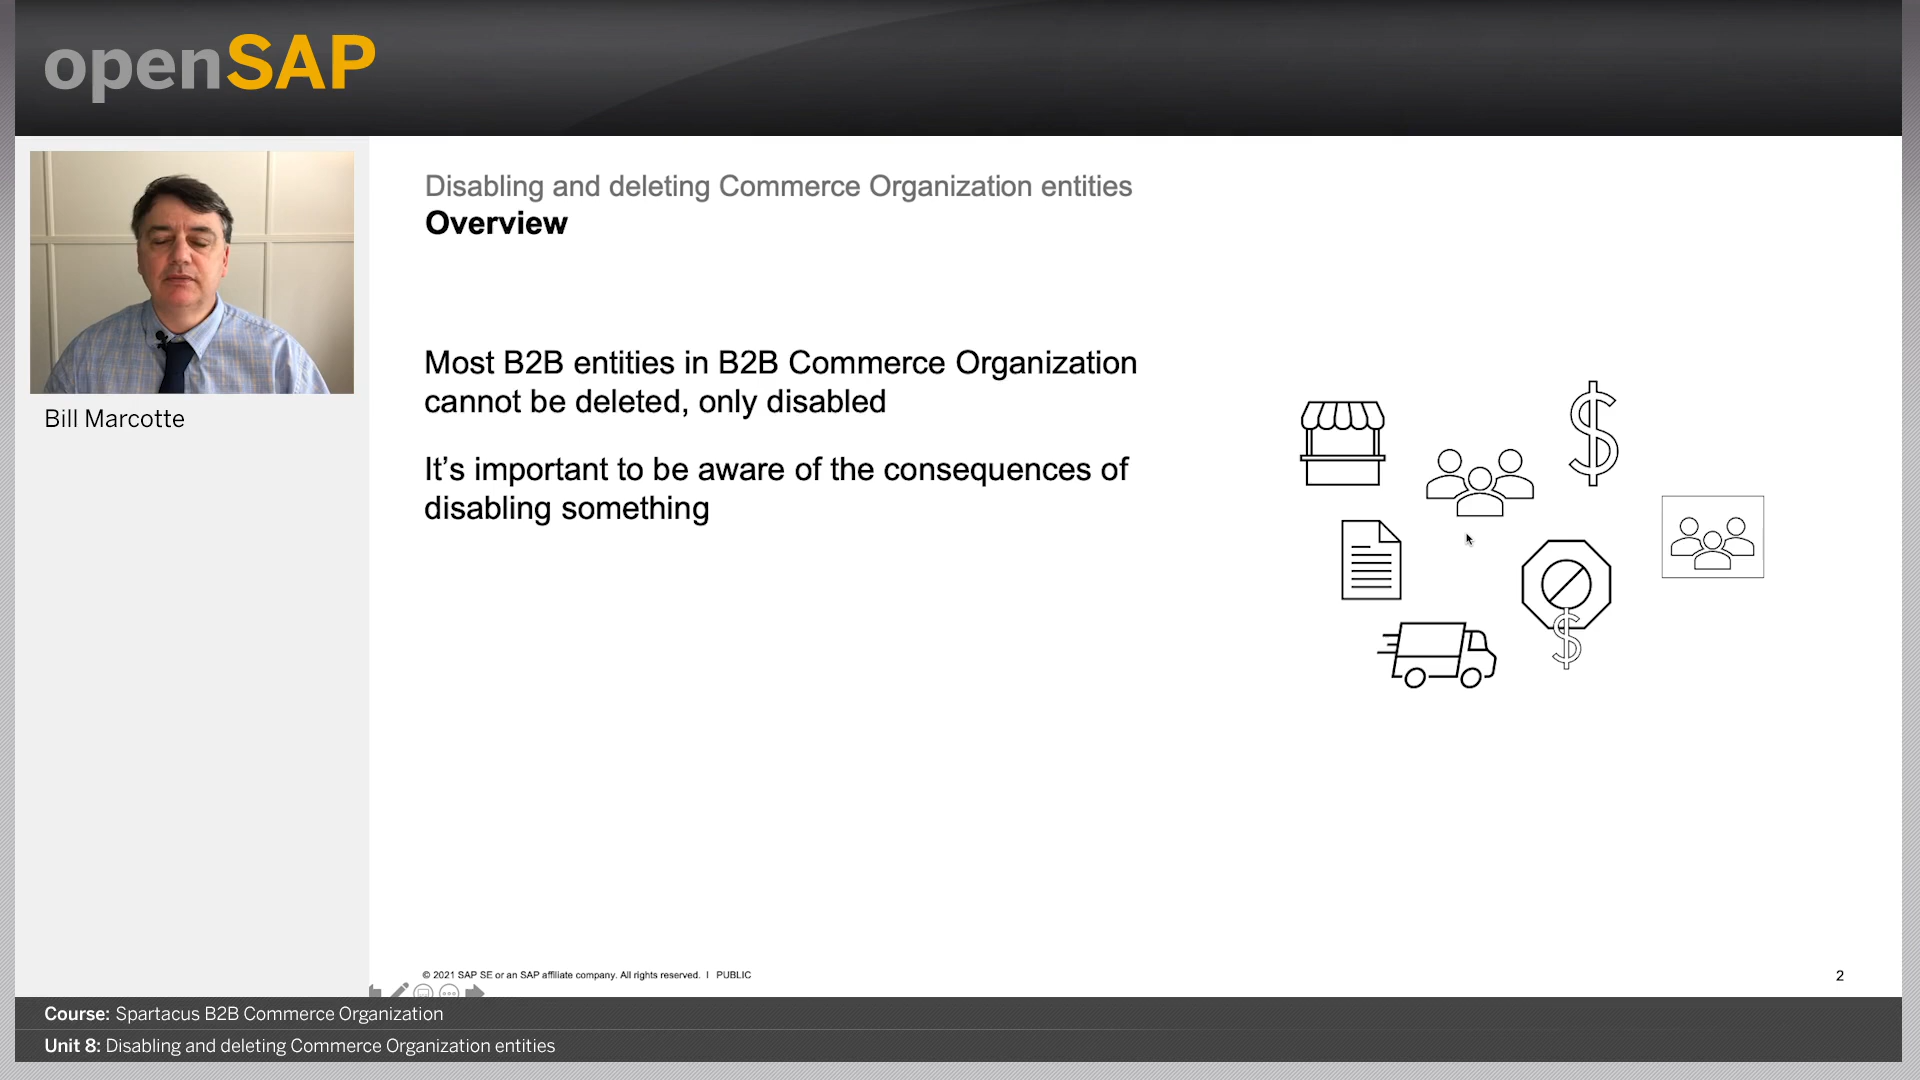 openSAP
Disabling and deleting Commerce Organization entities
Overview
Most B2B entities in B2B Commerce Organization
cannot be deleted, only disabled
It’s important to be aware of the consequences of
disabling something
Bill Marcotte
© 2021 SAP SE or an SAP affiliate company. All rights reserved. I PUBLIC
2
Course: Spartacus B2B Commerce Organization
Unit 8: Disabling and deleting Commerce Organization entities